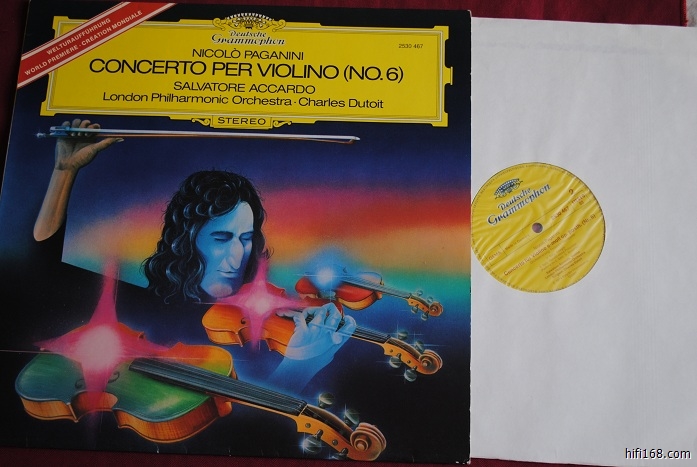 WELTURAUFFÜHRUNG
WORLD PREMIERE · CRÉATION MONDIALE
Deutsche
Grammophon
2530 467
NICOLÒ PAGANINI
CONCERTO PER VIOLINO (NO. 6)
SALVATORE ACCARDO
London Philharmonic Orchestra · Charles Dutoit
STEREO
Deutsche
Grammophon
hifi168.com